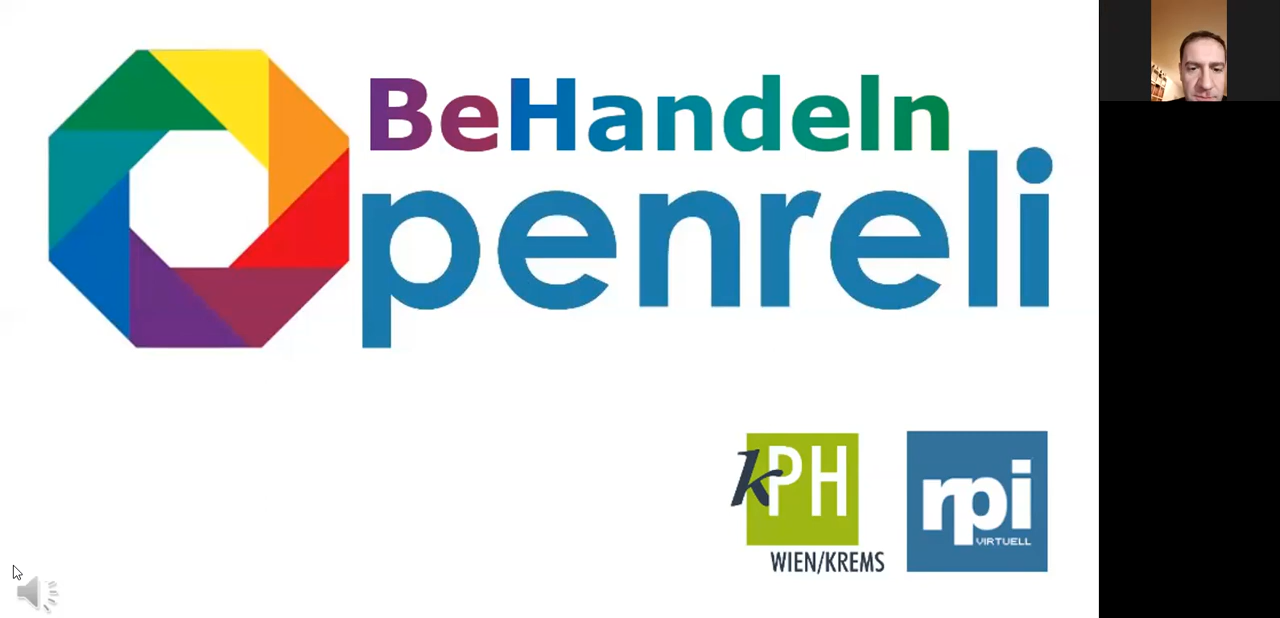 BeHandeln
Openreli
kPH
WIEN/KREMS
rpi
VIRTUELL